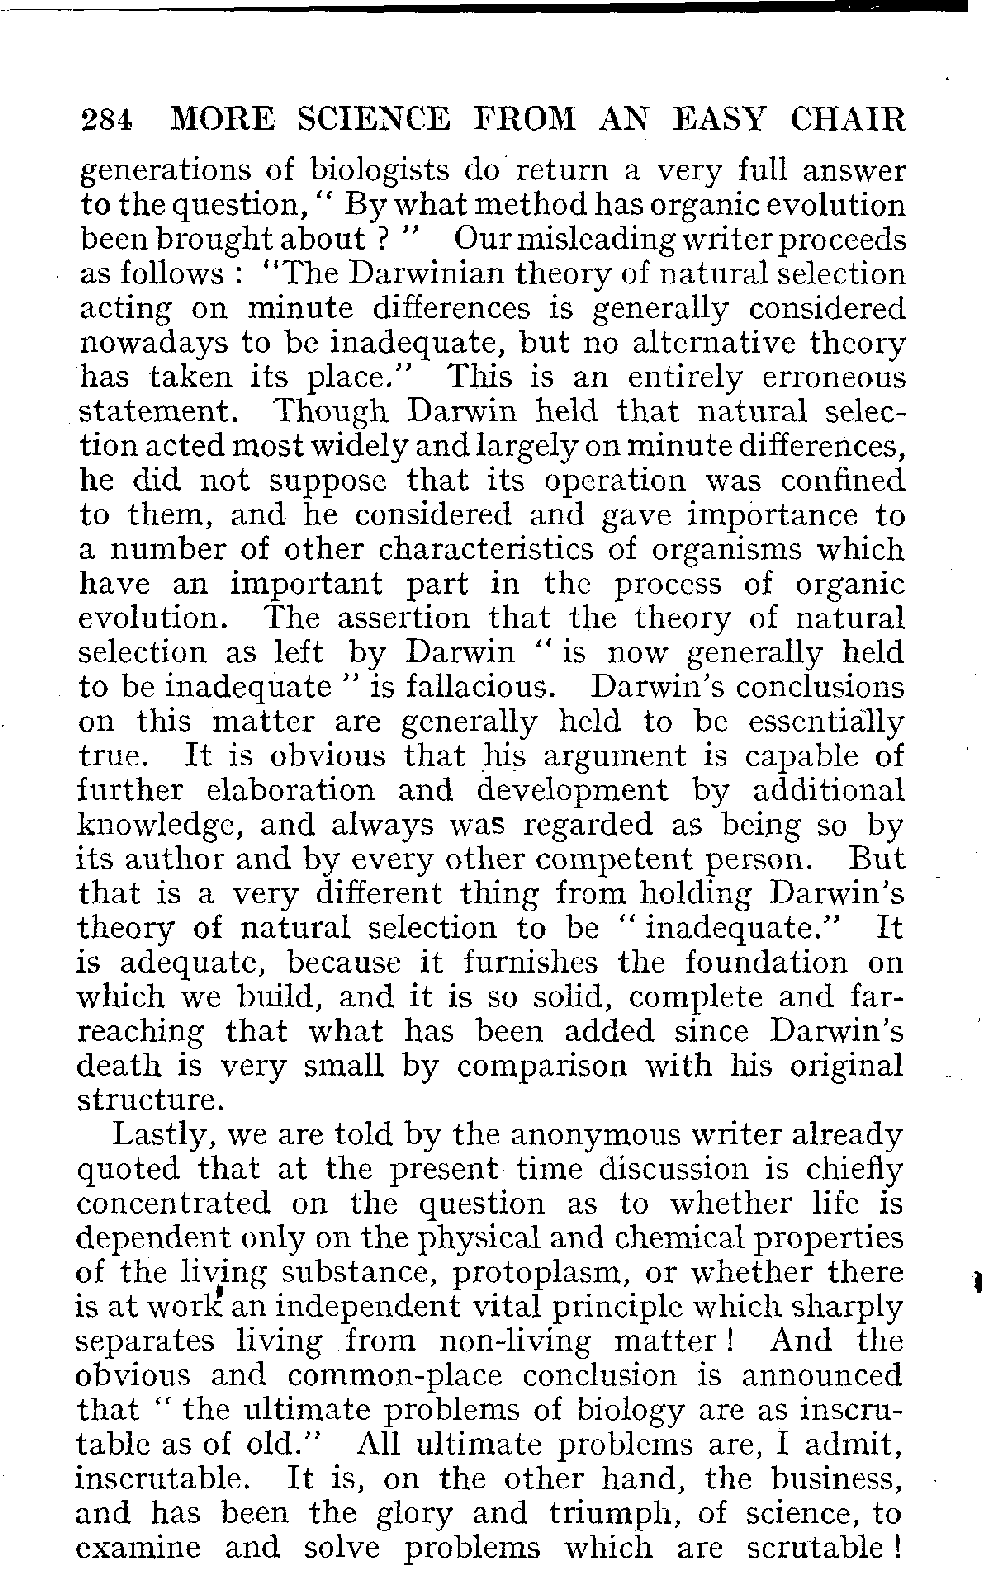 284 MORE SCIENCE FROM AN EASY CHAIR
generations of biologists do return a very full answer
to the question, " By what method has organic evolution
been brought about ? " Our misleading writer proceeds
as follows : "The Darwinian theory of natural selection
acting on minute differences is generally considered
nowadays to be inadequate, but no alternative theory
has taken its place." This is an entirely erroneous
statement. Though Darwin held that natural selec-
tion acted most widely and largely on minute differences,
he did not suppose that its operation was confined
to them, and he considered and gave importance to
a number of other characteristics of organisms which
have an important part in the process of organic
evolution. The assertion that the theory of natural
selection as left by Darwin " is now generally held
to be inadequate " is fallacious. Darwin's conclusions
on this matter are generally held to be essentially
true. It is obvious that his argument is capable of
further elaboration and development by additional
knowledge, and always was regarded as being so by
its author and by every other competent person. But
that is a very different thing from holding Darwin's
theory of natural selection to be " inadequate." It
is adequate, because it furnishes the foundation on
which we build, and it is so solid, complete and far-
reaching that what has been added since Darwin's
death is very small by comparison with his original
structure.
Lastly, we are told by the anonymous writer already
quoted that at the present time discussion is chiefly
concentrated on the question as to whether life is
dependent only on the physical and chemical properties
of the living substance, protoplasm, or whether there
is at work an independent vital principle which sharply
separates living from non-living matter ! And the
obvious and common-place conclusion is announced
that " the ultimate problems of biology are as inscru-
table as of old." All ultimate problems are, I admit,
inscrutable. It is, on the other hand, the business,
and has been the glory and triumph, of science, to
examine and solve problems which are scrutable !